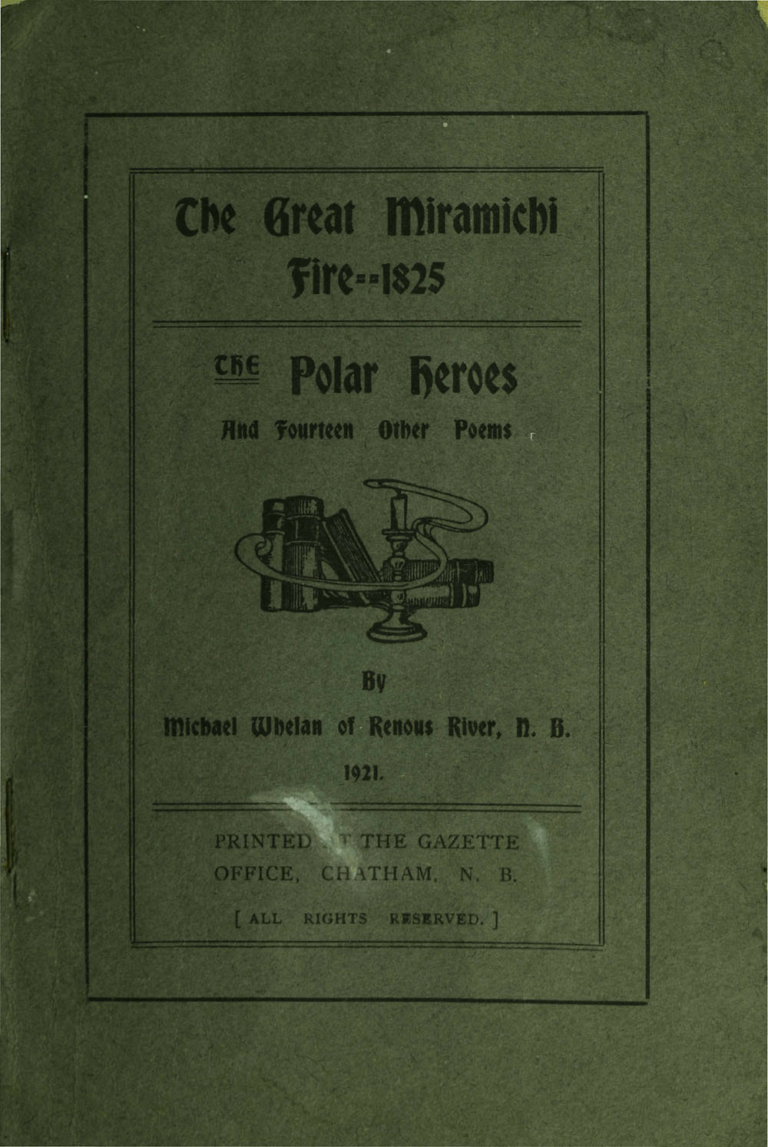 The Great Miramichi
Fire--1825
THE Polar Heroes
And Fourteen Other Poems
By
Michael Whelan of Renous River, N. B.
1921.
PRINTED THE GAZETTE
OFFICE, CHATHAM, N. B.
[ ALL RIGHTS RESERVED. ]